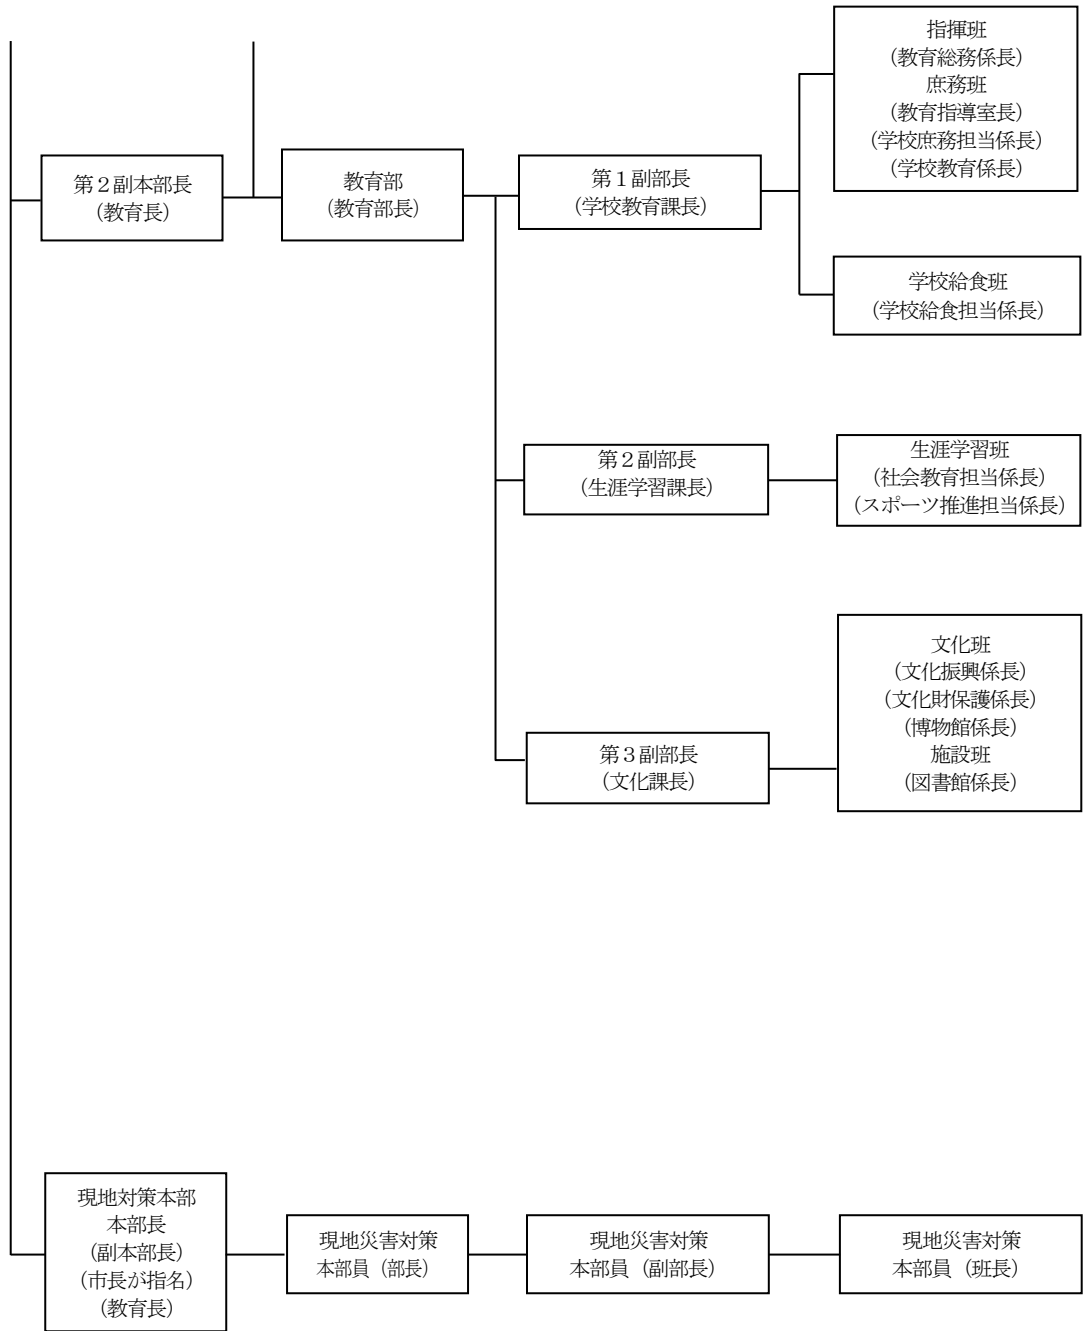 指揮班
(教育総務係長)
庶務班
(教育指導室長)
(学校庶務担当係長)
(学校教育係長)
第２副本部長
(教育長)
教育部
(教育部長)
第１副部長
(学校教育課長)
学校給食班
(学校給食担当係長)
第２副部長
(生涯学習課長)
生涯学習班
(社会教育担当係長)
(スポーツ推進担当係長)
文化班
(文化振興係長)
(文化財保護係長)
(博物館係長)
施設班
(図書館係長)
第３副部長
(文化課長)
現地対策本部
本部長
(副本部長)
(市長が指名)
(教育長)
現地災害対策
本部員（部長）
現地災害対策
本部員（副部長）
現地災害対策
本部員（班長）